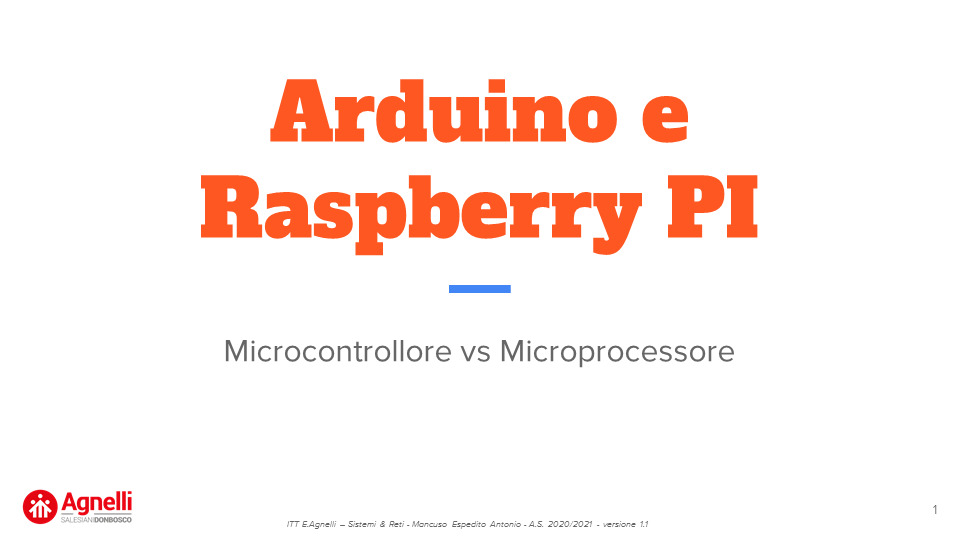 Arduino e
Raspberry PI
Microcontrollore vs Microprocessore
Agnelli
SALESIANIDONBOSCO
ITT E.Agnelli – Sistemi & Reti - Mancuso Espedito Antonio - A.S. 2020/2021 - versione 1.1
1